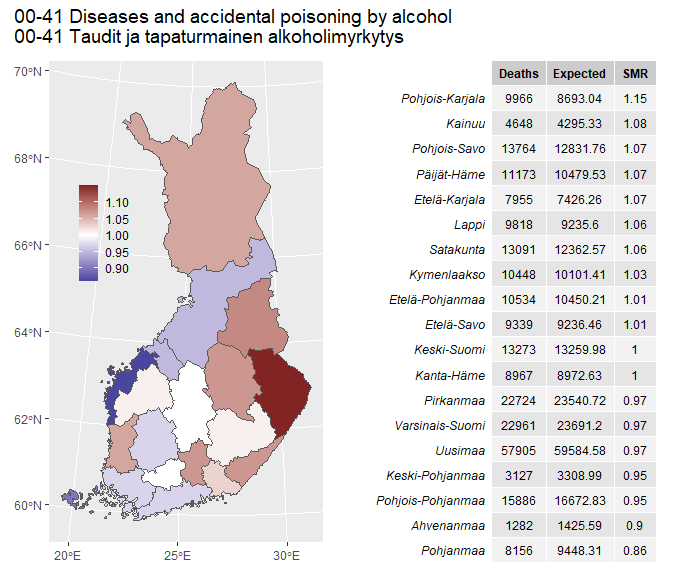 00-41 Diseases and accidental poisoning by alcohol
00-41 Taudit ja tapaturmainen alkoholimyrkytys
70°N
68°N
66°N
64°N
62°N
60°N
1.10
1.05
1.00
0.95
0.90
20°E 25°E 30°E
Deaths Expected SMR
Pohjois-Karjala 9966 8693.04 1.15
Kainuu 4648 4295.33 1.08
Pohjois-Savo 13764 12831.76 1.07
Päijät-Häme 11173 10479.53 1.07
Etelä-Karjala 7955 7426.26 1.07
Lappi 9818 9235.6 1.06
Satakunta 13091 12362.57 1.06
Kymenlaakso 10448 10101.41 1.03
Etelä-Pohjanmaa 10534 10450.21 1.01
Etelä-Savo 9339 9236.46 1.01
Keski-Suomi 13273 13259.98 1
Kanta-Häme 8967 8972.63 1
Pirkanmaa 22724 23540.72 0.97
Varsinais-Suomi 22961 23691.2 0.97
Uusimaa 57905 59584.58 0.97
Keski-Pohjanmaa 3127 3308.99 0.95
Pohjois-Pohjanmaa 15886 16672.83 0.95
Ahvenanmaa 1282 1425.59 0.9
Pohjanmaa 8156 9448.31 0.86